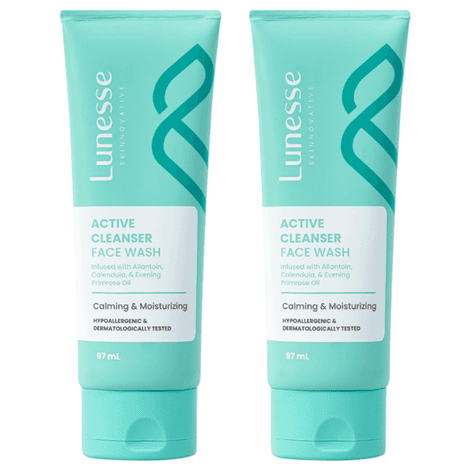 Lunesse
SKINNOVATIVE
ACTIVE
CLEANSER
FACE WASH
Infused with Allantoin,
Calendula, & Evening
Primrose Oil
Calming & Moisturizing
HYPOALLERGENIC &
DERMATOLOGICALLY TESTED
97 mL
Lunesse
SKINNOVATIVE
ACTIVE
CLEANSER
FACE WASH
Infused with Allantoin,
Calendula, & Evening
Primrose Oil
Calming & Moisturizing
HYPOALLERGENIC &
DERMATOLOGICALLY TESTED
97 mL